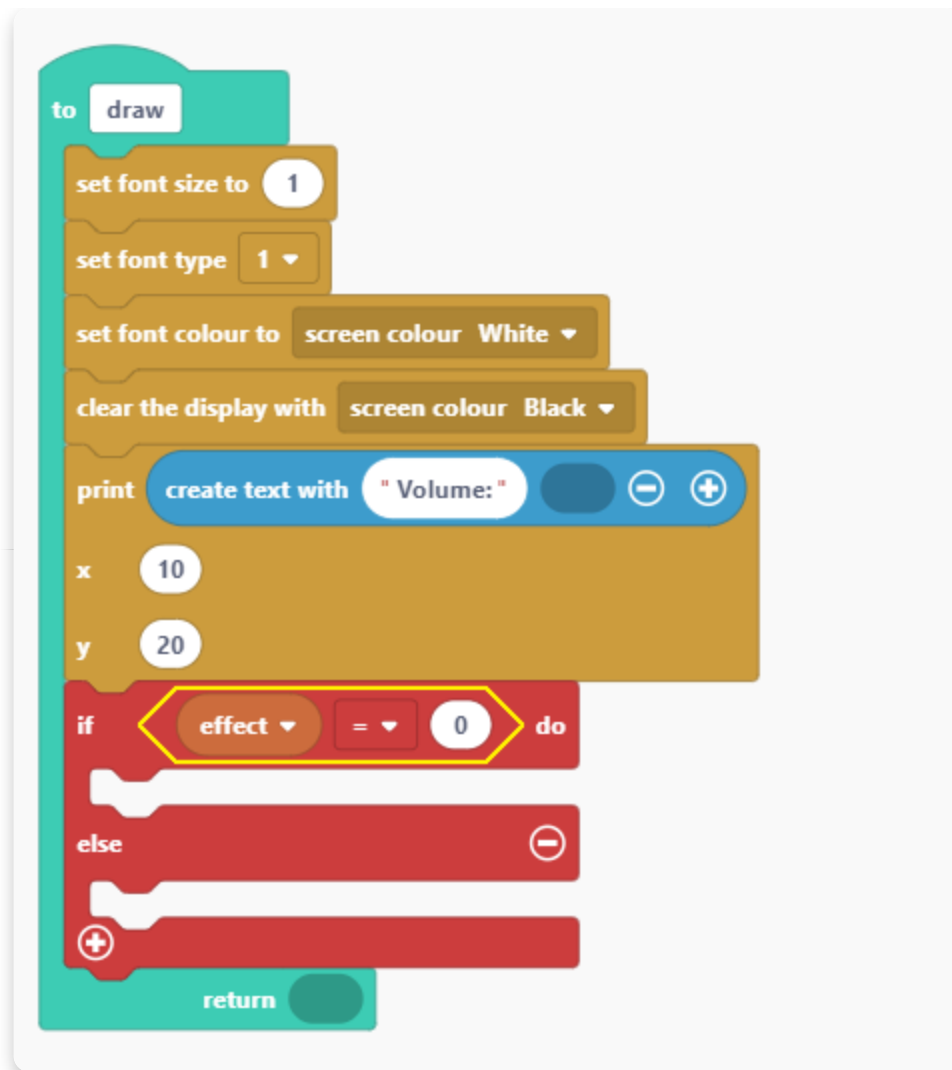 to draw
set font size to 1
set font type 1
set font colour to screen colour White
clear the display with screen colour Black
print create text with " Volume: "
x 10
y 20
if effect = 0 do
else
return